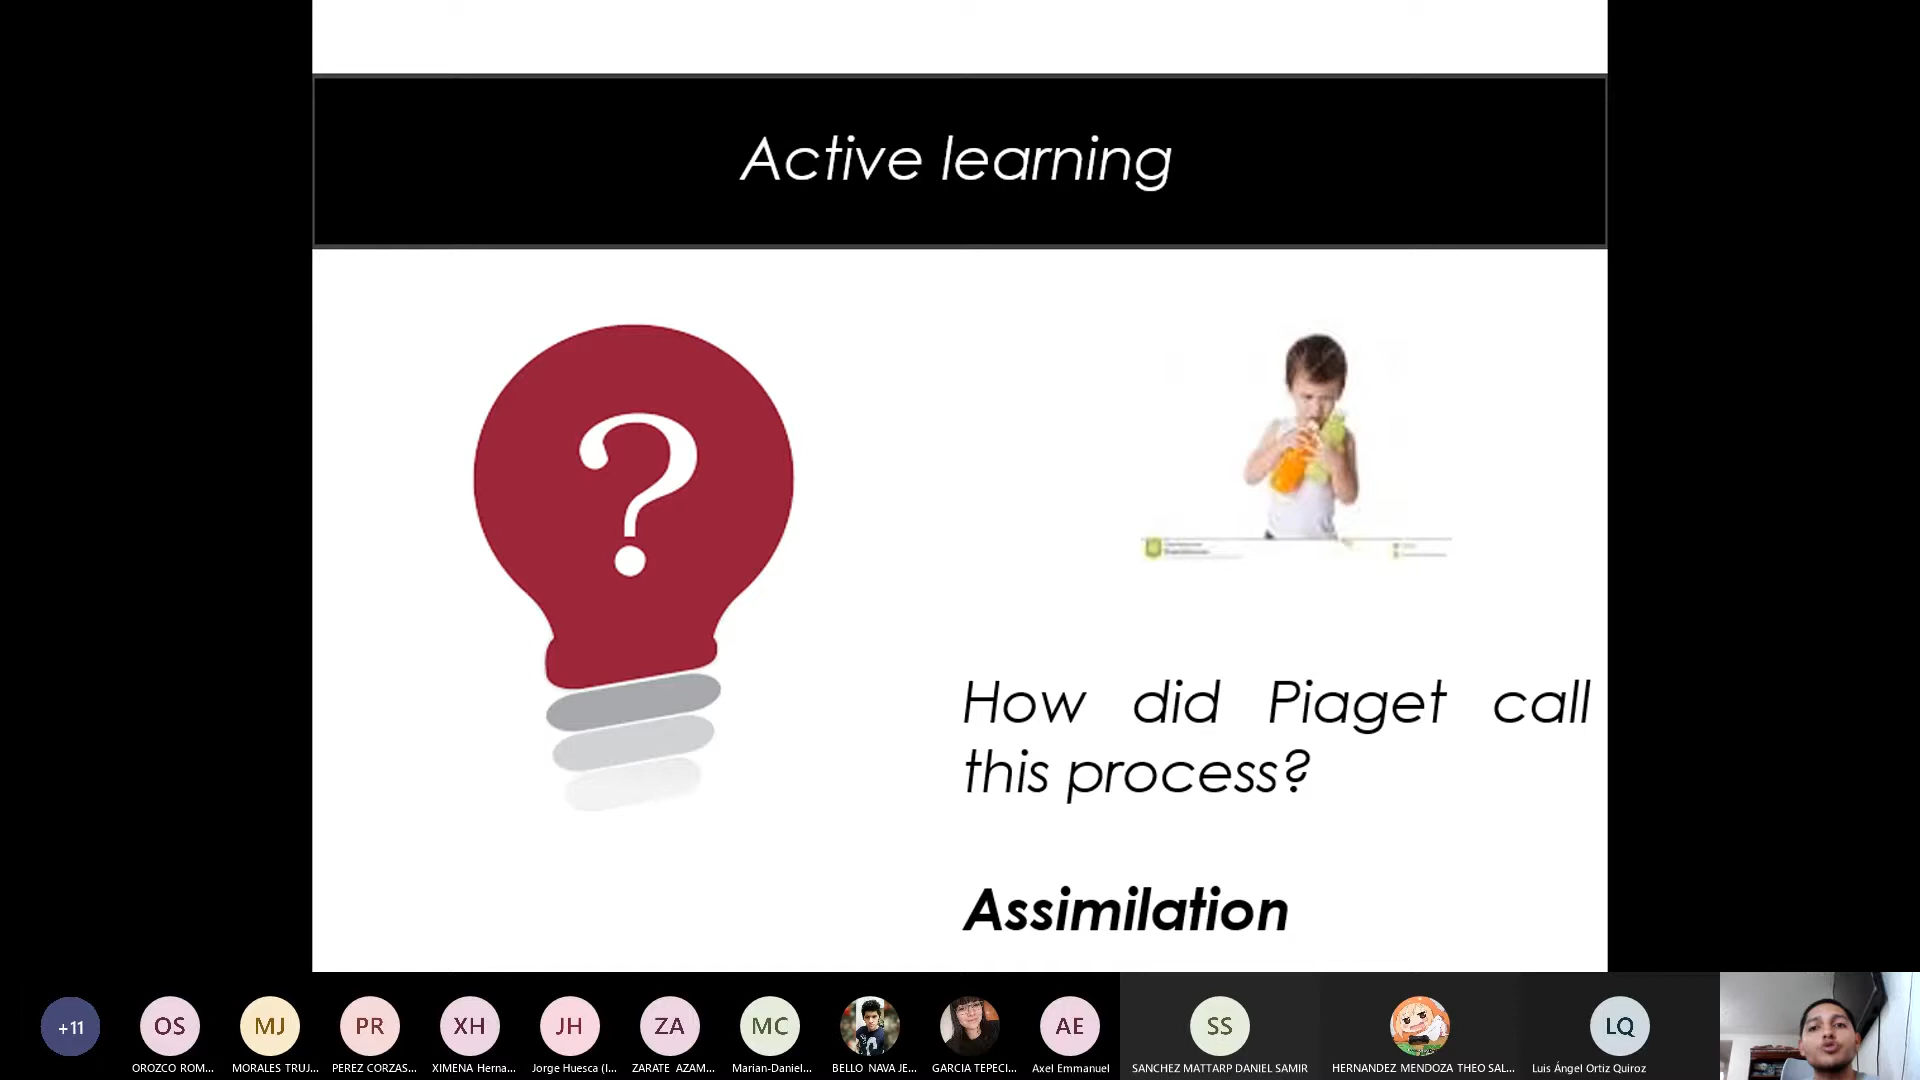 Active learning
?
How did Piaget call
this process?
Assimilation
+11
OS
MJ
PR
XH
JH
ZA
MC
AE
SS
LQ
OROZCO ROM...
MORALES TRUJ...
PEREZ CORZAS...
XIMENA Herna...
Jorge Huesca (I...
ZARATE AZAM...
Marian-Daniel...
BELLO NAVA JE...
GARCIA TEPECI...
Axel Emmanuel
SANCHEZ MATTARP DANIEL SAMIR
HERNANDEZ MENDOZA THEO SAL...
Luis Ángel Ortiz Quiroz